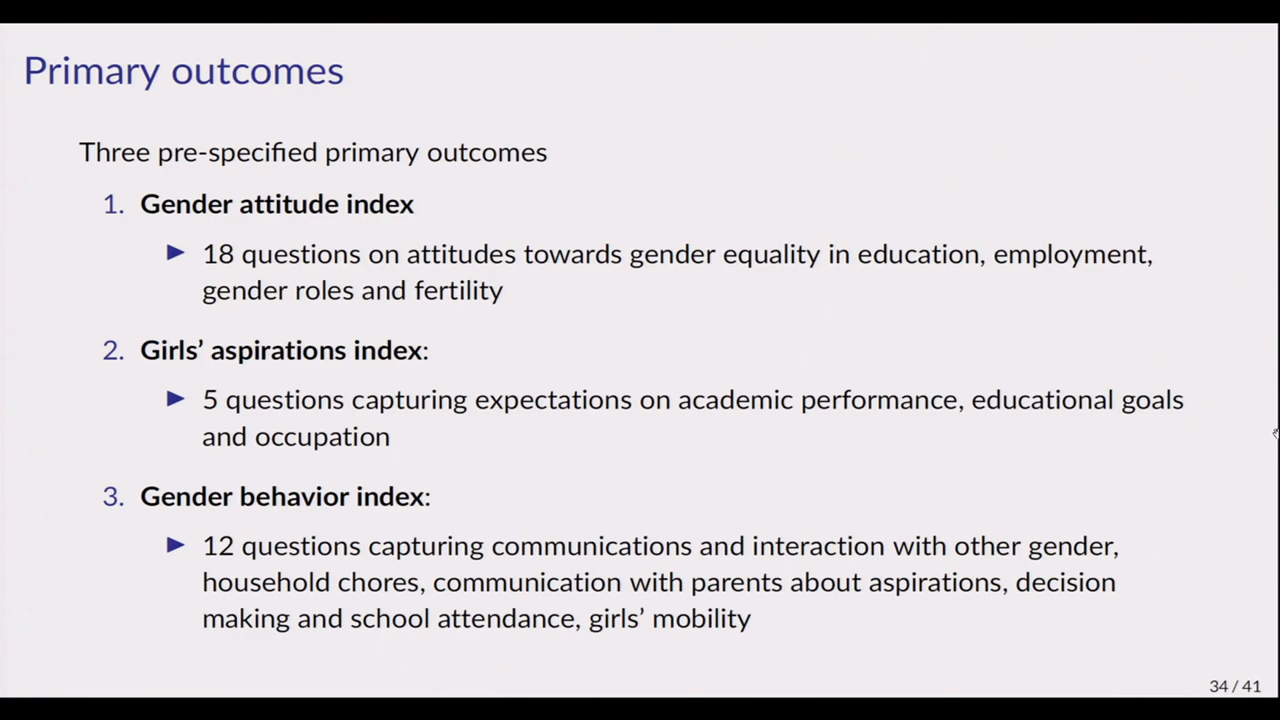 Primary outcomes
Three pre-specified primary outcomes
1. Gender attitude index
▶ 18 questions on attitudes towards gender equality in education, employment,
gender roles and fertility
2. Girls’ aspirations index:
▶ 5 questions capturing expectations on academic performance, educational goals
and occupation
3. Gender behavior index:
▶ 12 questions capturing communications and interaction with other gender,
household chores, communication with parents about aspirations, decision
making and school attendance, girls’ mobility
34 / 41